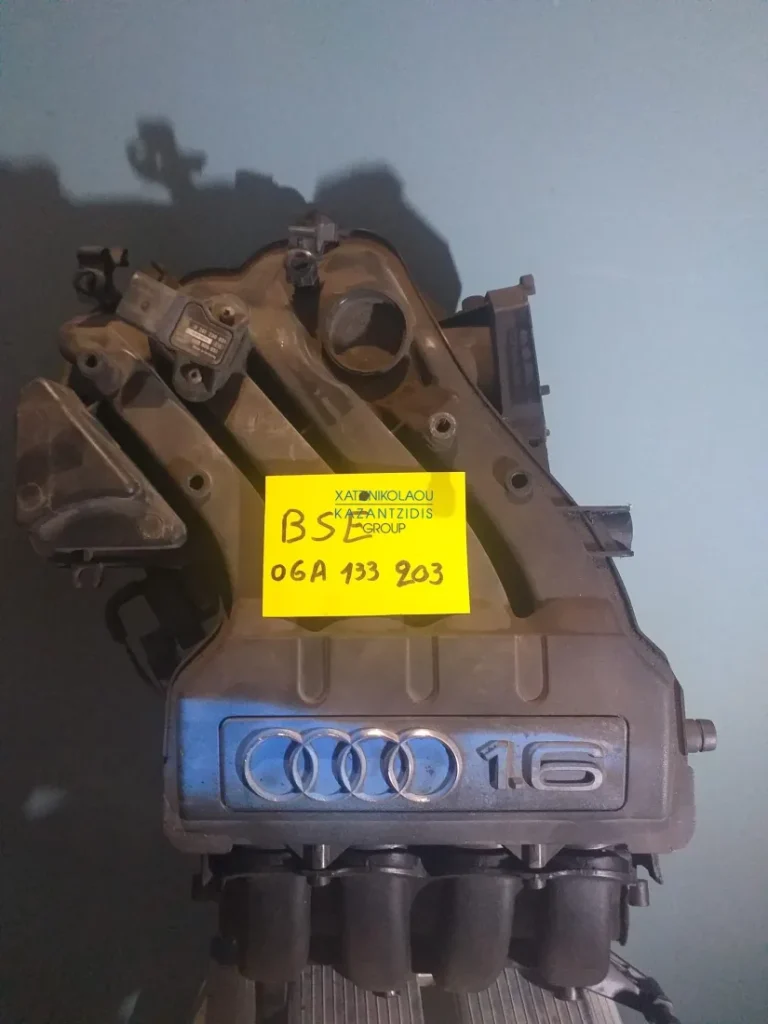 XATZNIKOLAOU
KAZANTZIDIS
GROUP
BSE
06A 133 203
1.6